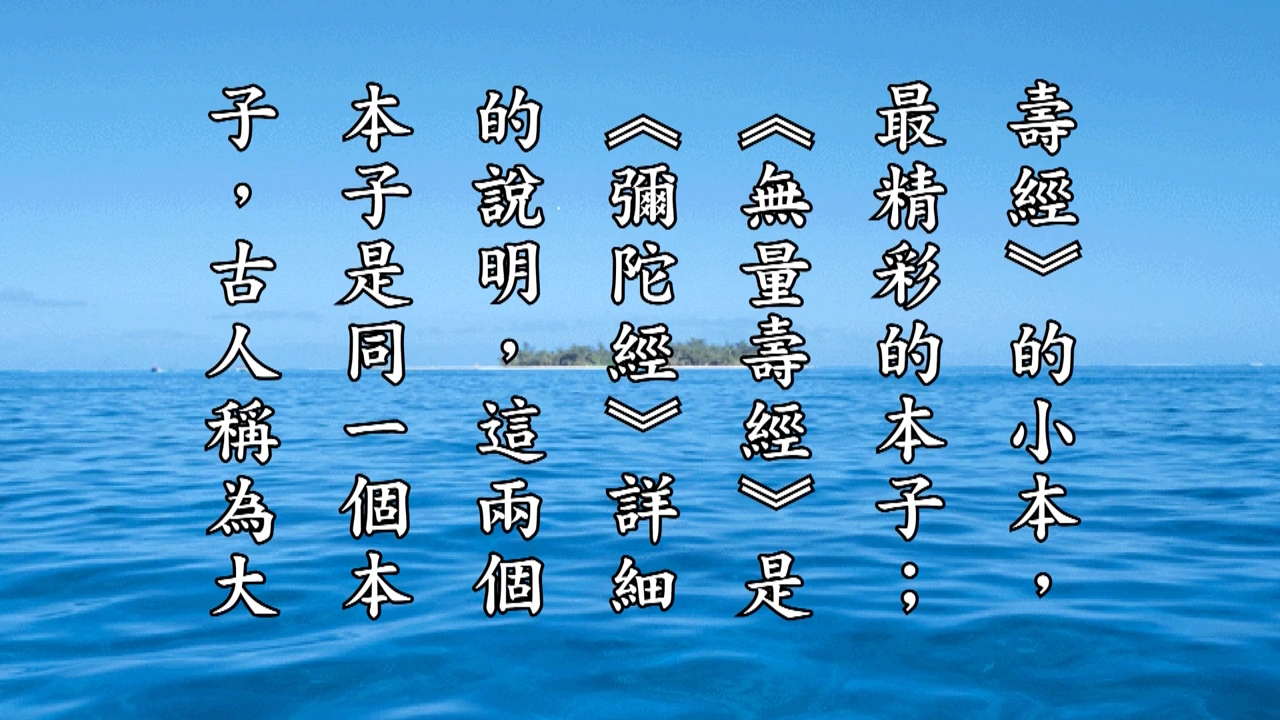 壽經》的小本，
最精彩的本子；
《無量壽經》是
《彌陀經》詳細
的說明，這兩個
本子是同一個本
子，古人稱為大